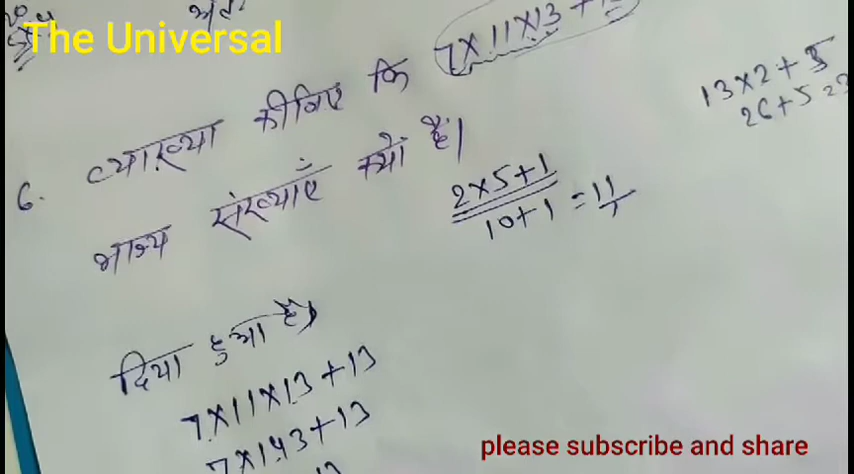 The Universal
6. व्याख्या कीजिए कि 7×11×13+
भाज्य संख्याएँ क्यों हैं।
2×5+1
10+1 = 11
13×2+
26+5
दिया हुआ है।
7×11×13+13
7×143+13
please subscribe and share